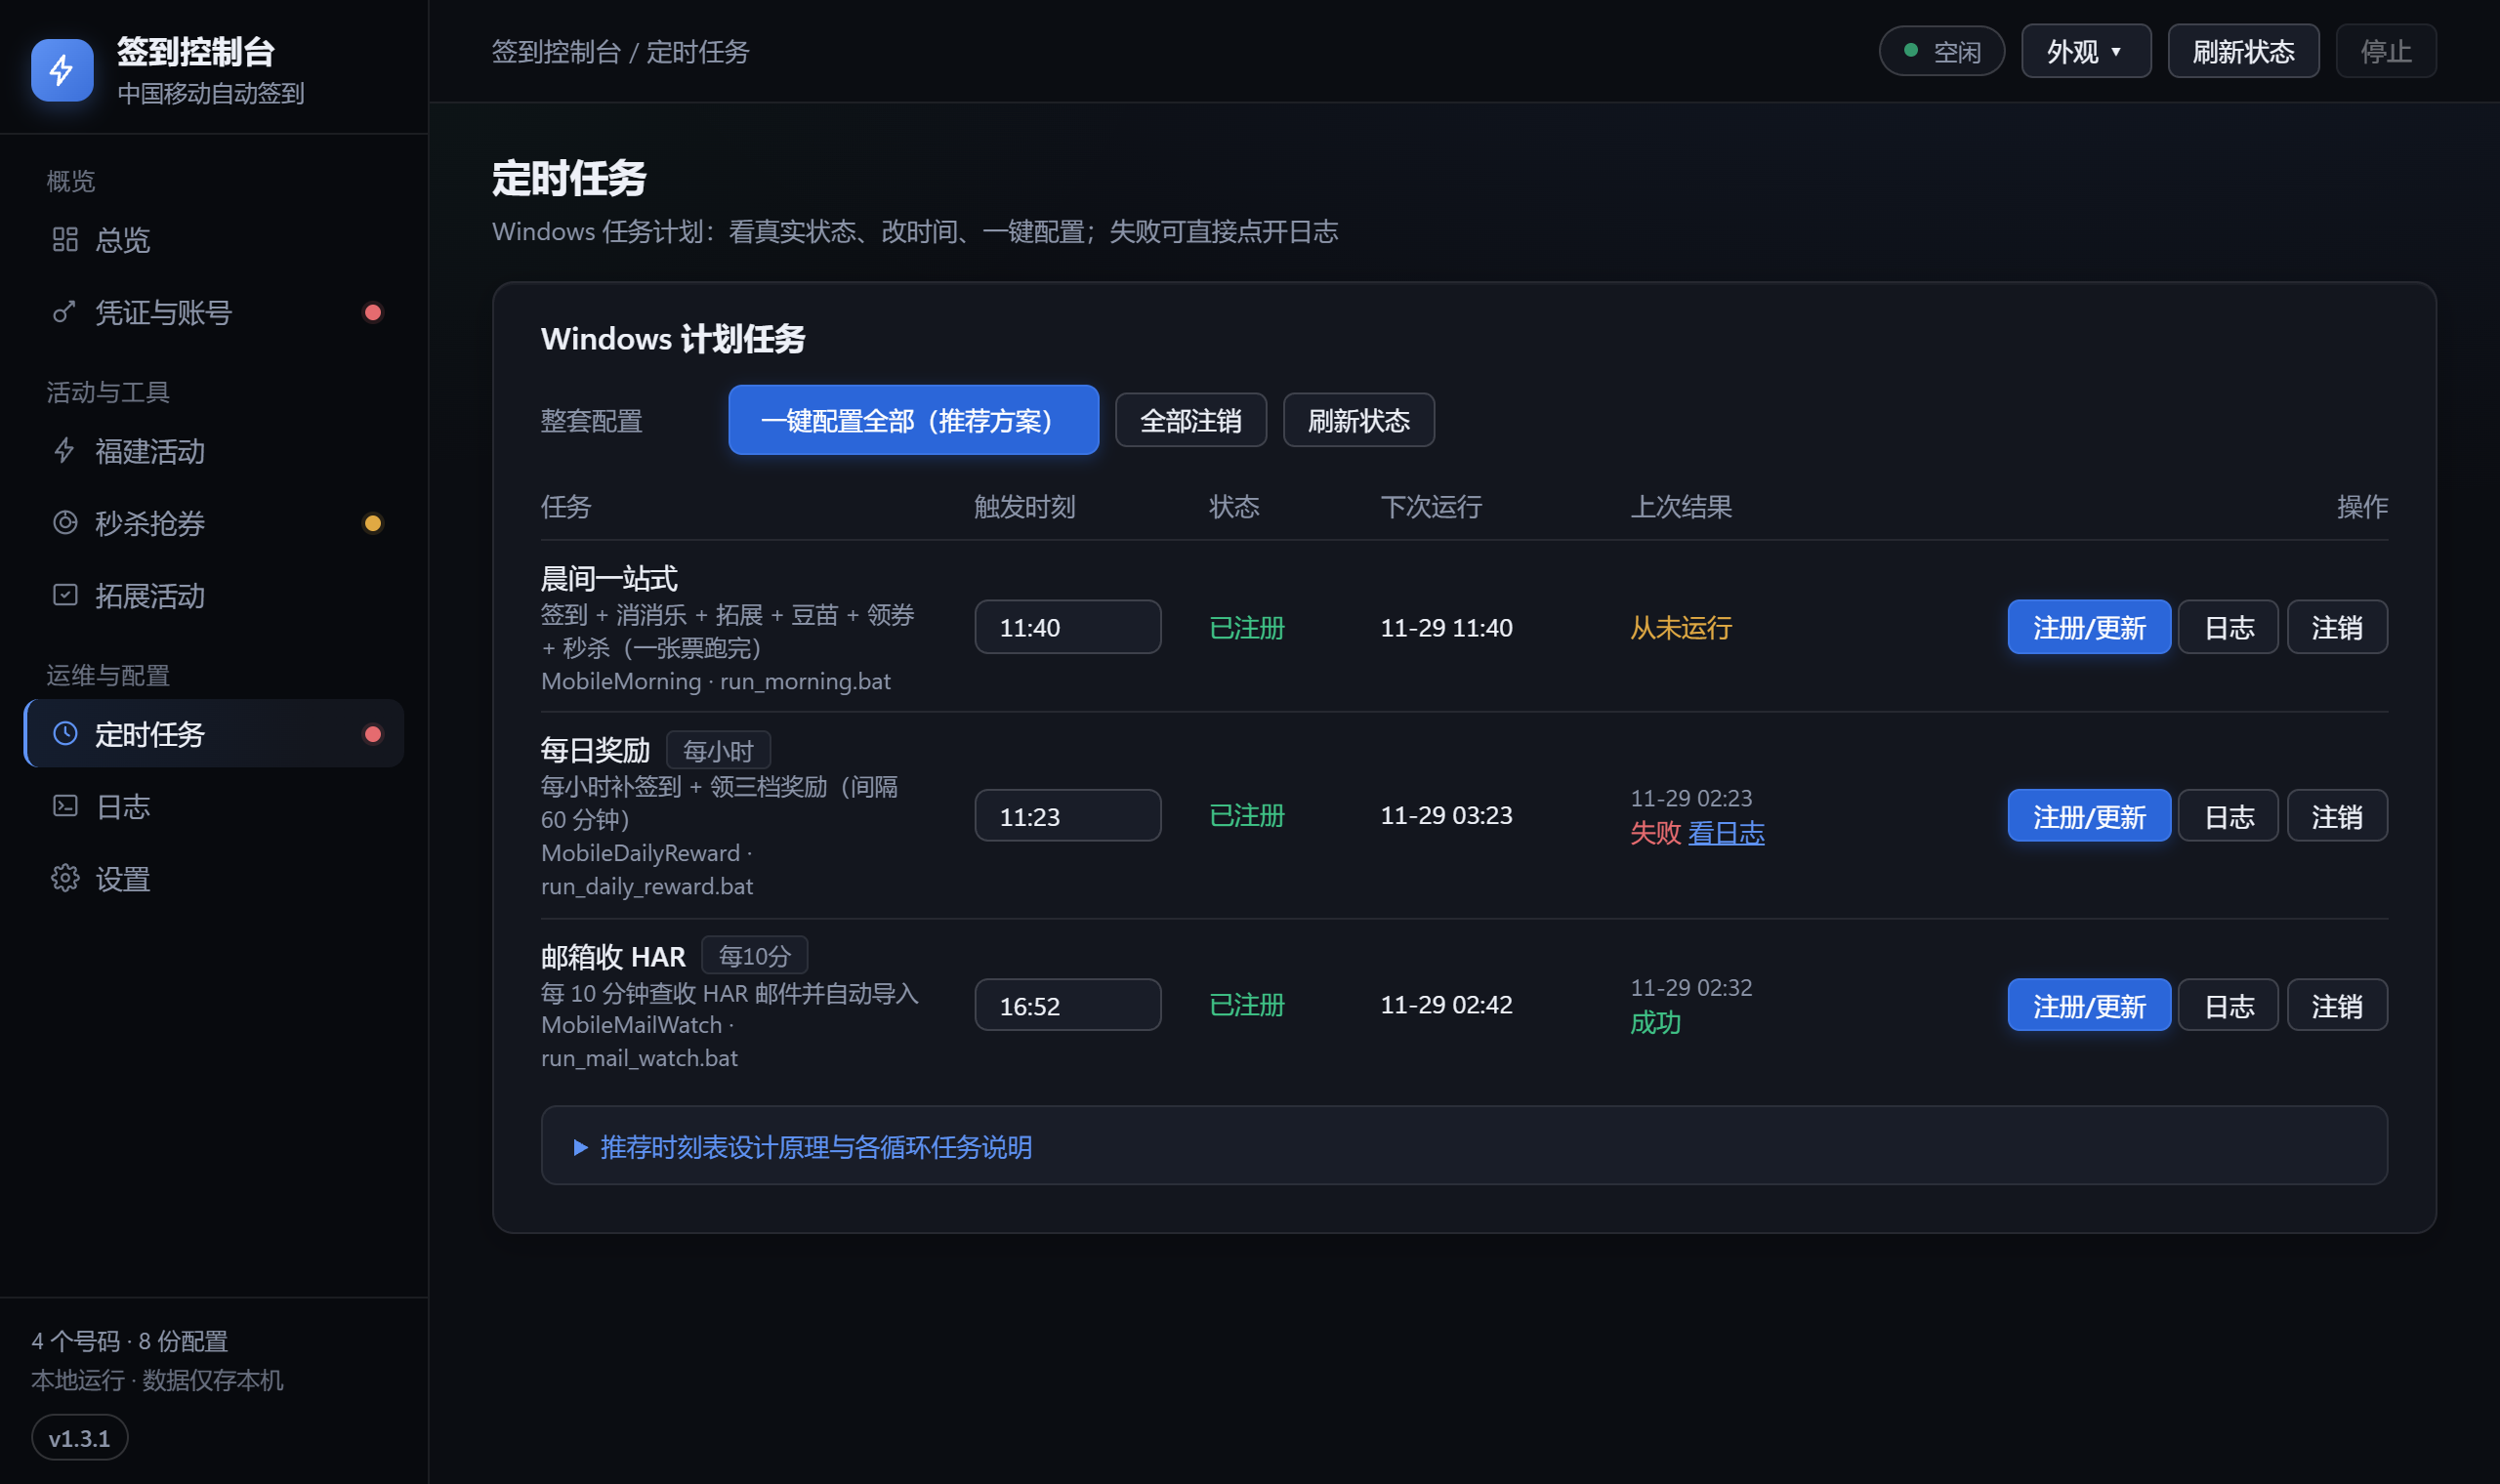 签到控制台
中国移动自动签到
概览
总览
凭证与账号
活动与工具
福建活动
秒杀抢券
拓展活动
运维与配置
定时任务
日志
设置
4 个号码 · 8 份配置
本地运行 · 数据仅存本机
v1.3.1
签到控制台 / 定时任务
空闲
外观 ▼
刷新状态
停止
定时任务
Windows 任务计划：看真实状态、改时间、一键配置；失败可直接点开日志
Windows 计划任务
整套配置
一键配置全部（推荐方案）
全部注销
刷新状态
任务 触发时刻 状态 下次运行 上次结果 操作
晨间一站式
签到 + 消消乐 + 拓展 + 豆苗 + 领券
+ 秒杀（一张票跑完）
MobileMorning · run_morning.bat
11:40
已注册
11-29 11:40
从未运行
注册/更新
日志
注销
每日奖励 每小时
每小时补签到 + 领三档奖励（间隔
60 分钟）
MobileDailyReward ·
run_daily_reward.bat
11:23
已注册
11-29 03:23
11-29 02:23
失败 看日志
注册/更新
日志
注销
邮箱收 HAR 每10分
每 10 分钟查收 HAR 邮件并自动导入
MobileMailWatch ·
run_mail_watch.bat
16:52
已注册
11-29 02:42
11-29 02:32
成功
注册/更新
日志
注销
▶ 推荐时刻表设计原理与各循环任务说明